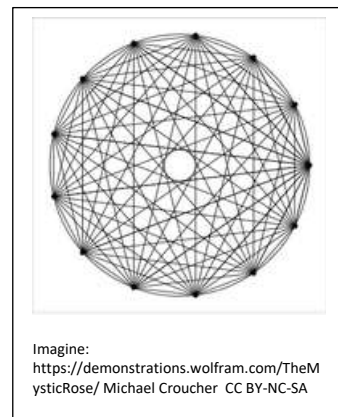 Imagine:
https://demonstrations.wolfram.com/TheM
ysticRose/ Michael Croucher  CC BY-NC-SA